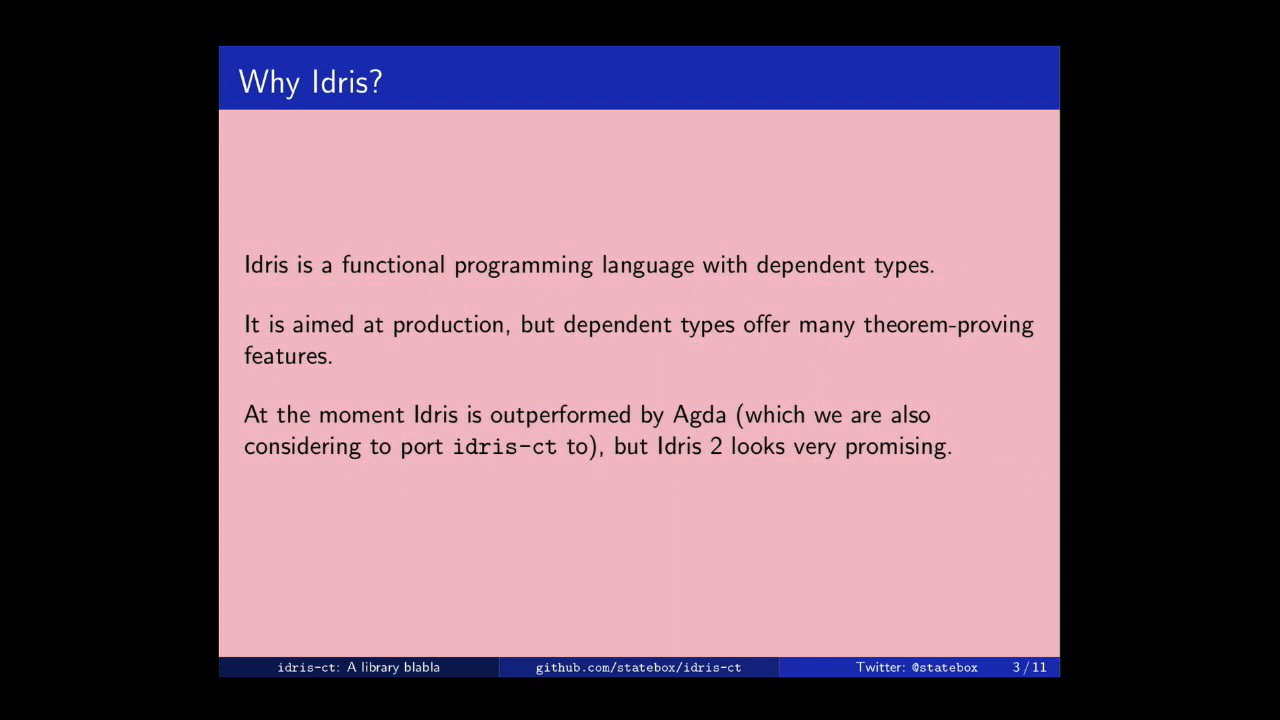 Why Idris?
Idris is a functional programming language with dependent types.
It is aimed at production, but dependent types offer many theorem-proving
features.
At the moment Idris is outperformed by Agda (which we are also
considering to port idris-ct to), but Idris 2 looks very promising.
idris-ct: A library blabla github.com/statebox/idris-ct Twitter: @statebox 3 / 11